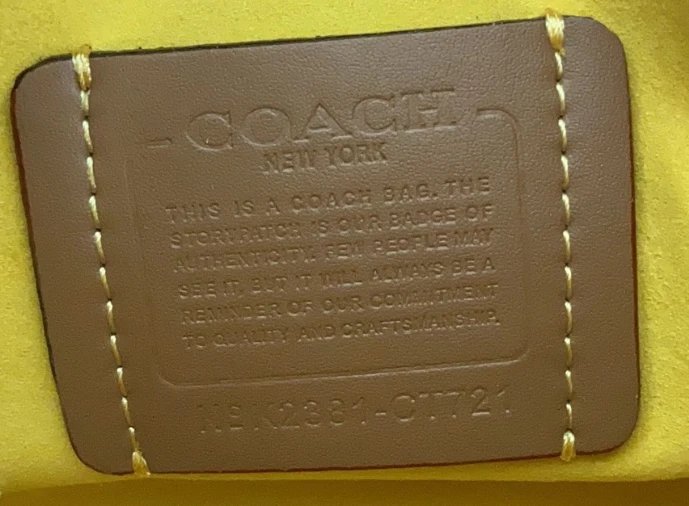 COACH
NEW YORK
THIS IS A COACH BAG. THE
STORYPATCH IS OUR BADGE OF
AUTHENTICITY. FEW PEOPLE MAY
SEE IT, BUT IT WILL ALWAYS BE A
REMINDER OF OUR COMMITMENT
TO QUALITY AND CRAFTSMANSHIP.
-CT721